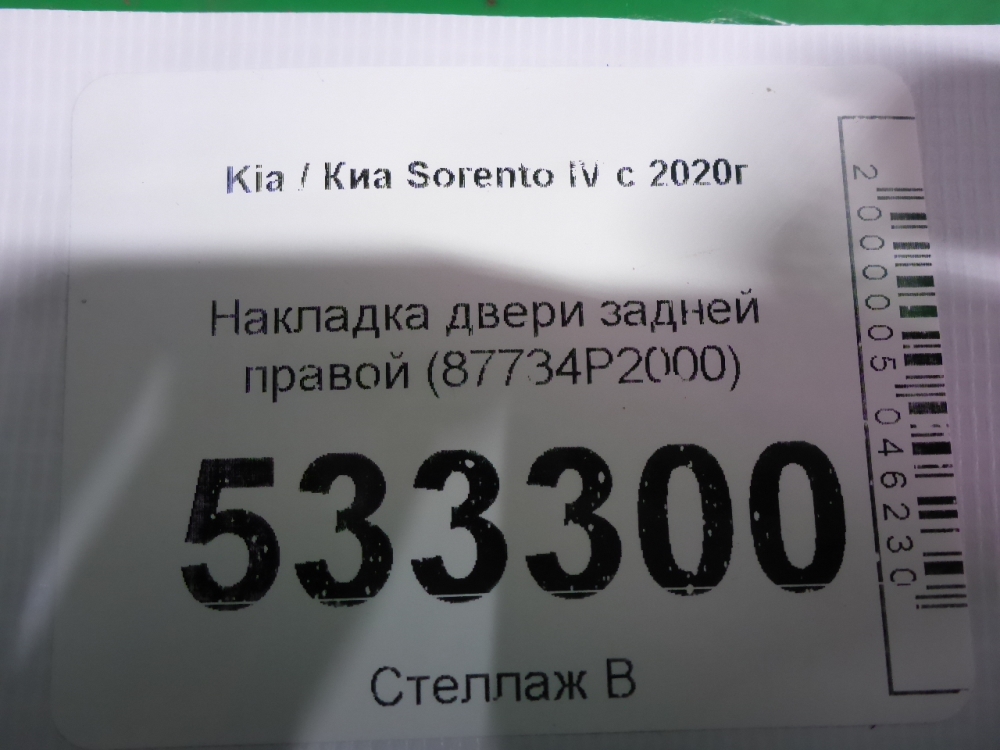 Kia / Киа Sorento IV с 2020г
Накладка двери задней
правой (87734P2000)
533300
Стеллаж В
2000005046230